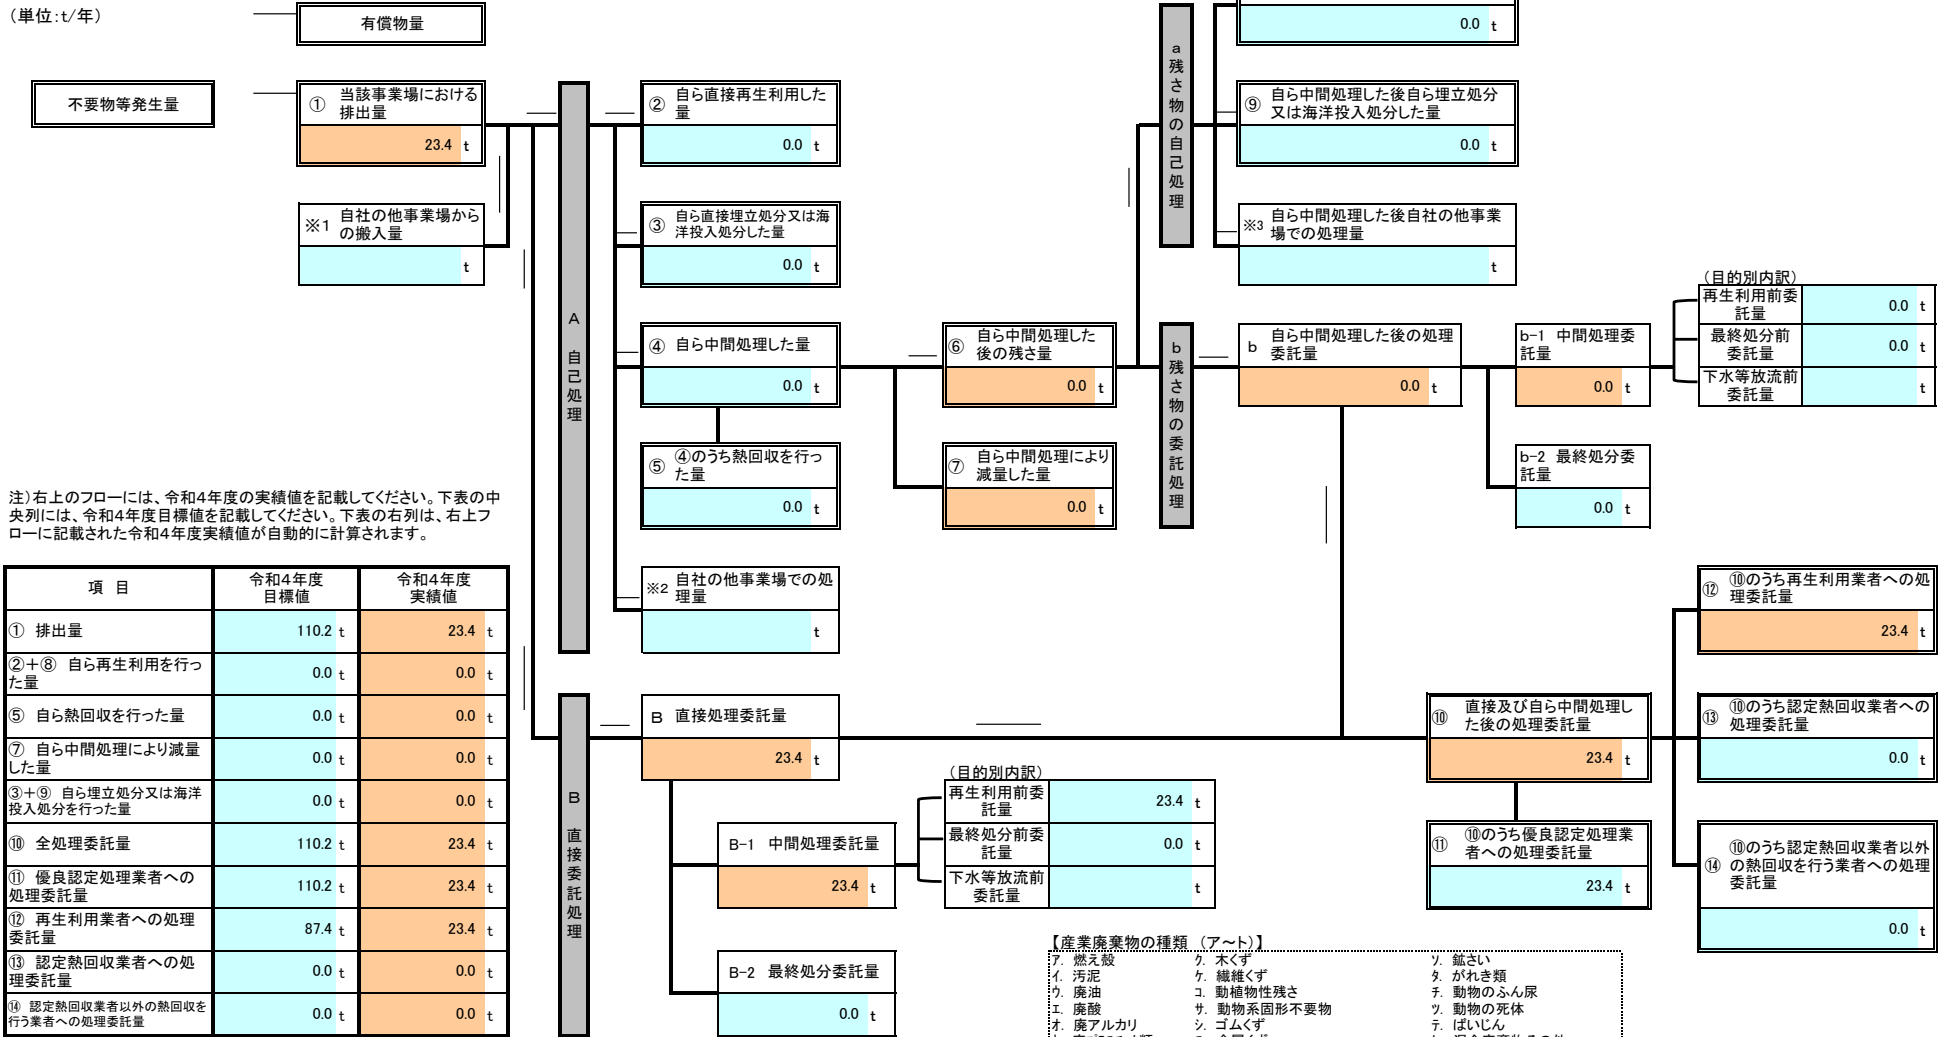 (単位:t/年)
有償物量
0.0 t
不要物等発生量
① 当該事業場における
排出量
23.4 t
※1 自社の他事業場から
の搬入量
t
A 自己処理
② 自ら直接再生利用した
量
0.0 t
③ 自ら直接埋立処分又は海
洋投入処分した量
0.0 t
④ 自ら中間処理した量
0.0 t
⑤ ④のうち熱回収を行っ
た量
0.0 t
※2 自社の他事業場での処
理量
t
⑥ 自ら中間処理した
後の残さ量
0.0 t
⑦ 自ら中間処理により
減量した量
0.0 t
a 残さ物の自己処理
⑨ 自ら中間処理した後自ら埋立処分
又は海洋投入処分した量
0.0 t
※3 自ら中間処理した後自社の他事業
場での処理量
t
b 残さ物の委託処理
b 自ら中間処理した後の処理
委託量
0.0 t
b-1 中間処理委
託量
0.0 t
b-2 最終処分委
託量
0.0 t
(目的別内訳)
再生利用前委
託量
0.0 t
最終処分前
委託量
0.0 t
下水等放流前
委託量
t
注)右上のフローには、令和4年度の実績値を記載してください。下表の中
央列には、令和4年度目標値を記載してください。下表の右列は、右上フ
ローに記載された令和4年度実績値が自動的に計算されます。
項 目 令和4年度
目標値 令和4年度
実績値
① 排出量 110.2 t 23.4 t
②+⑧ 自ら再生利用を行っ
た量 0.0 t 0.0 t
⑤ 自ら熱回収を行った量 0.0 t 0.0 t
⑦ 自ら中間処理により減量
した量 0.0 t 0.0 t
③+⑨ 自ら埋立処分又は海洋
投入処分を行った量 0.0 t 0.0 t
⑩ 全処理委託量 110.2 t 23.4 t
⑪ 優良認定処理業者への
処理委託量 110.2 t 23.4 t
⑫ 再生利用業者への処理
委託量 87.4 t 23.4 t
⑬ 認定熱回収業者への処
理委託量 0.0 t 0.0 t
⑭ 認定熱回収業者以外の熱回収を
行う業者への処理委託量 0.0 t 0.0 t
B 直接委託処理
B 直接処理委託量
23.4 t
B-1 中間処理委託量
23.4 t
B-2 最終処分委託量
0.0 t
(目的別内訳)
再生利用前委
託量
23.4 t
最終処分前委
託量
0.0 t
下水等放流前
委託量
t
⑩ 直接及び自ら中間処理し
た後の処理委託量
23.4 t
⑪ ⑩のうち優良認定処理業
者への処理委託量
23.4 t
⑫ ⑩のうち再生利用業者への処
理委託量
23.4 t
⑬ ⑩のうち認定熱回収業者への
処理委託量
0.0 t
⑭ ⑩のうち認定熱回収業者以外
の熱回収を行う業者への処理
委託量
0.0 t
【産業廃棄物の種類 (ア~ト)】
ア. 燃え殻 ク. 木くず ソ. 鉱さい
イ. 汚泥 ケ. 繊維くず タ. がれき類
ウ. 廃油 コ. 動植物性残さ チ. 動物のふん尿
エ. 廃酸 サ. 動物系固形不要物 ツ. 動物の死体
オ. 廃アルカリ シ. ゴムくず テ. ばいじん